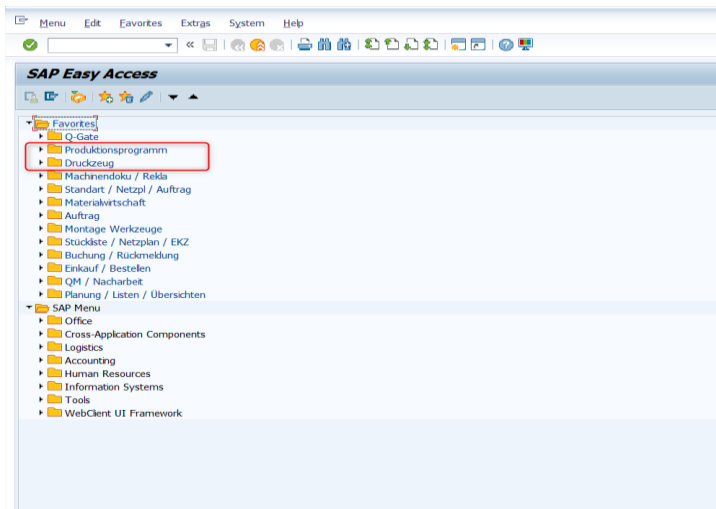 Menu Edit Favorites Extras System Help
SAP Easy Access
Favorites
Q-Gate
Produktionsprogramm
Druckzeug
Machinendoku / Rekla
Standart / Netzpl / Auftrag
Materialwirtschaft
Auftrag
Montage Werkzeuge
Stückliste / Netzplan / EKZ
Buchung / Rückmeldung
Einkauf / Bestellen
QM / Nacharbeit
Planung / Listen / Übersichten
SAP Menu
Office
Cross-Application Components
Logistics
Accounting
Human Resources
Information Systems
Tools
WebClient UI Framework